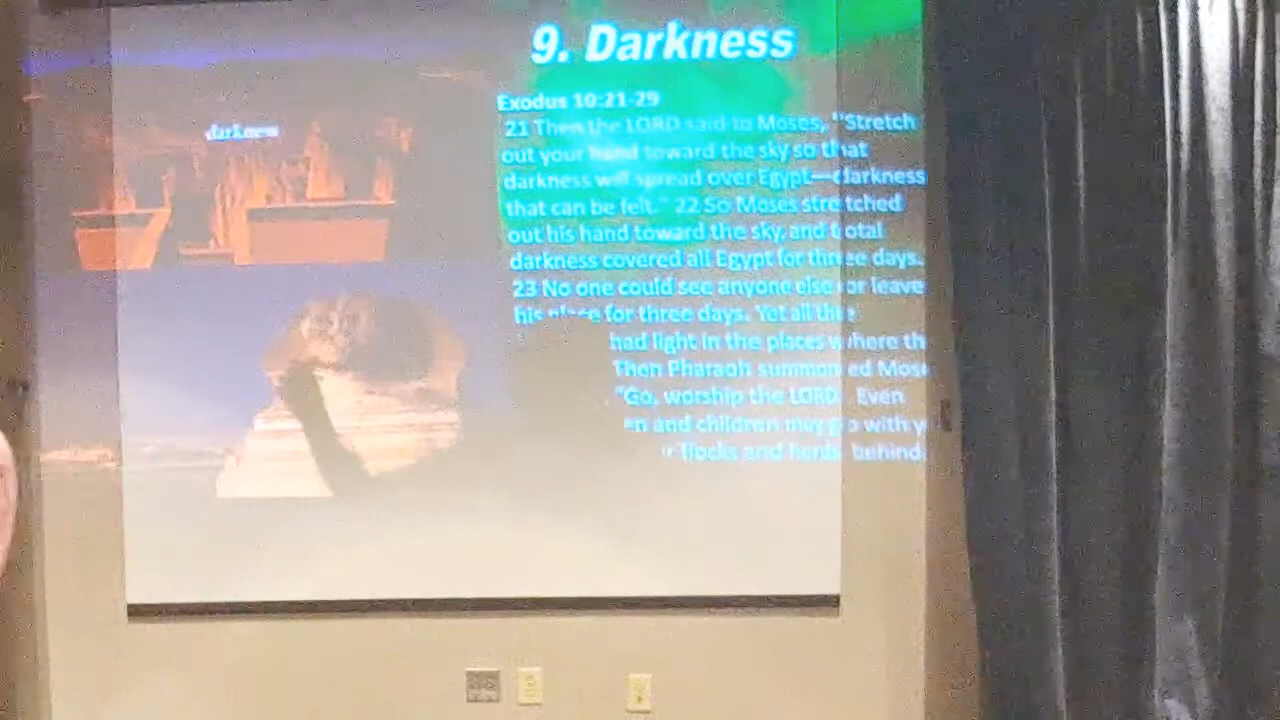 9. Darkness
darkness
Exodus 10:21-29
21 Then the LORD said to Moses, "Stretch
out your hand toward the sky so that
darkness will spread over Egypt—darkness
that can be felt." 22 So Moses stretched
out his hand toward the sky, and total
darkness covered all Egypt for three days.
23 No one could see anyone else or leave
his place for three days. Yet all the
had light in the places where th
Then Pharaoh summoned Mose
"Go, worship the LORD. Even
en and children may go with y
r flocks and herds behind.